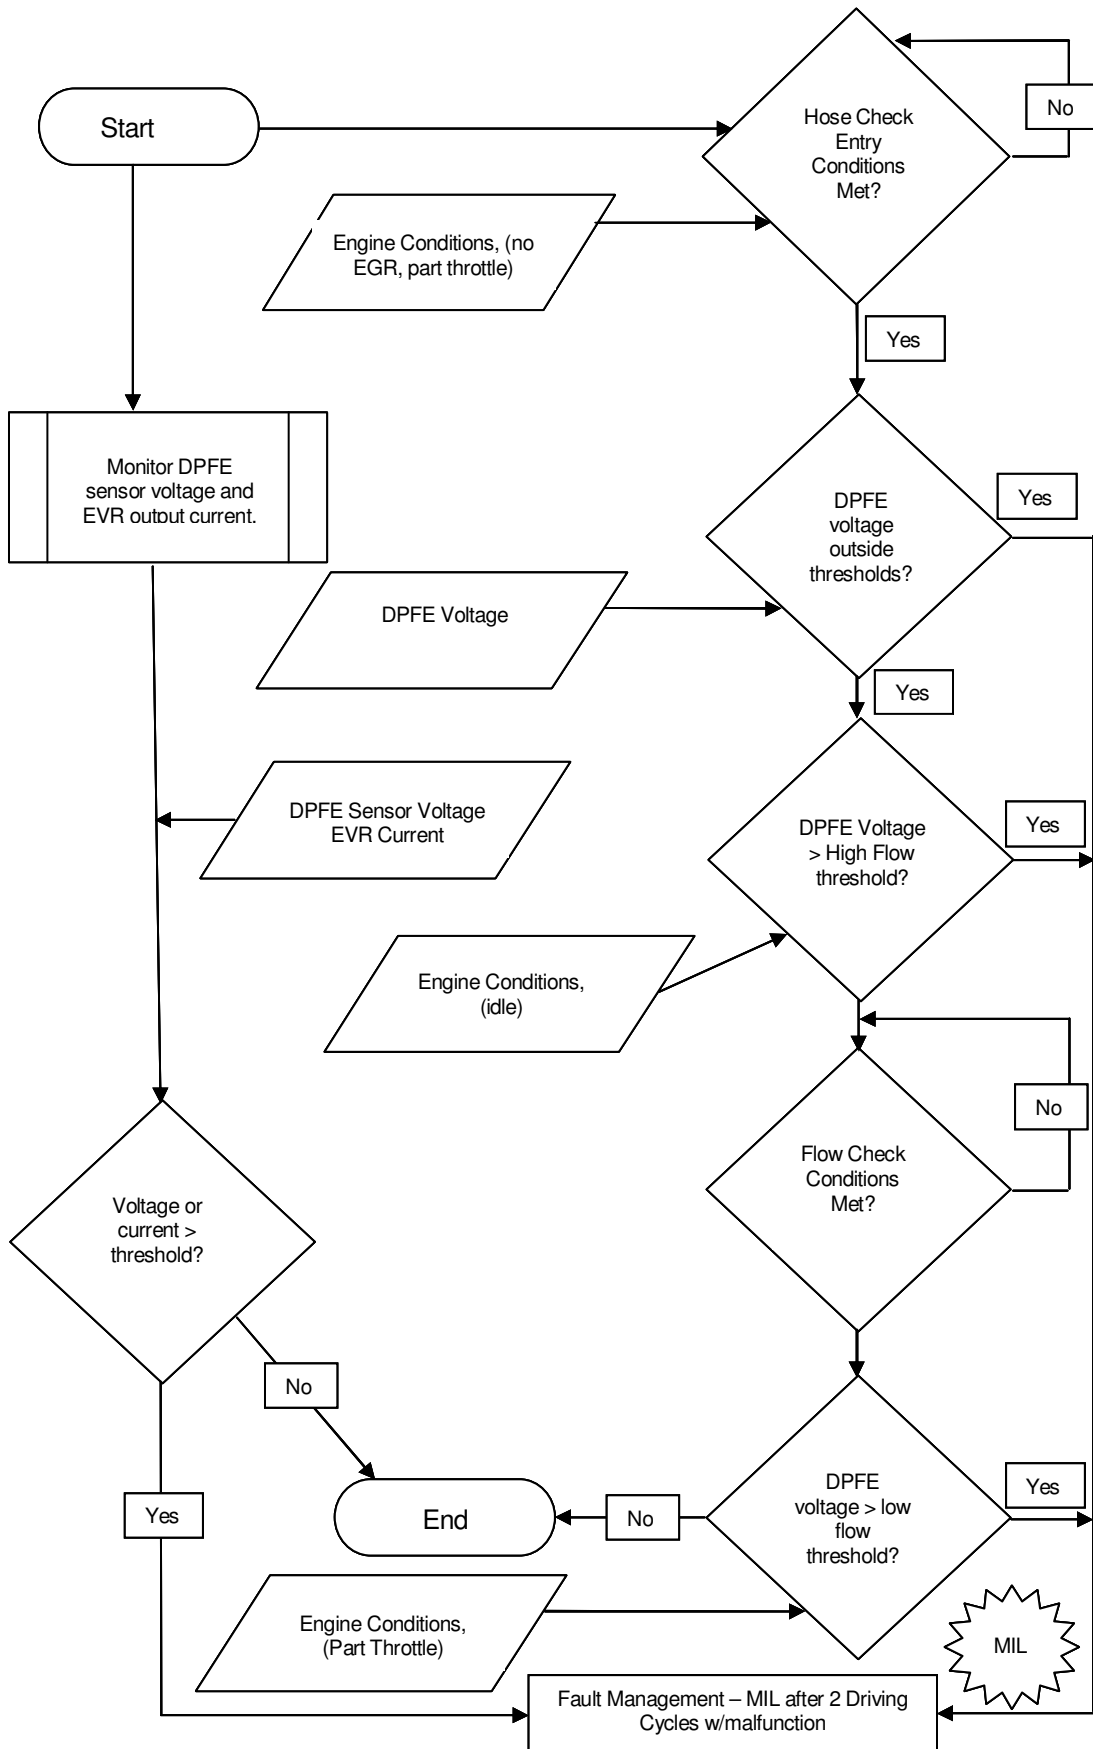 Start
Hose Check
Entry
Conditions
Met?
No
Engine Conditions, (no
EGR, part throttle)
Yes
Monitor DPFE
sensor voltage and
EVR output current.
DPFE
voltage
outside
thresholds?
Yes
DPFE Voltage
Yes
DPFE Sensor Voltage
EVR Current
DPFE Voltage
> High Flow
threshold?
Yes
Engine Conditions,
(idle)
Flow Check
Conditions
Met?
No
Voltage or
current >
threshold?
No
Yes
End
No
DPFE
voltage > low
flow
threshold?
Yes
Engine Conditions,
(Part Throttle)
MIL
Fault Management – MIL after 2 Driving
Cycles w/malfunction